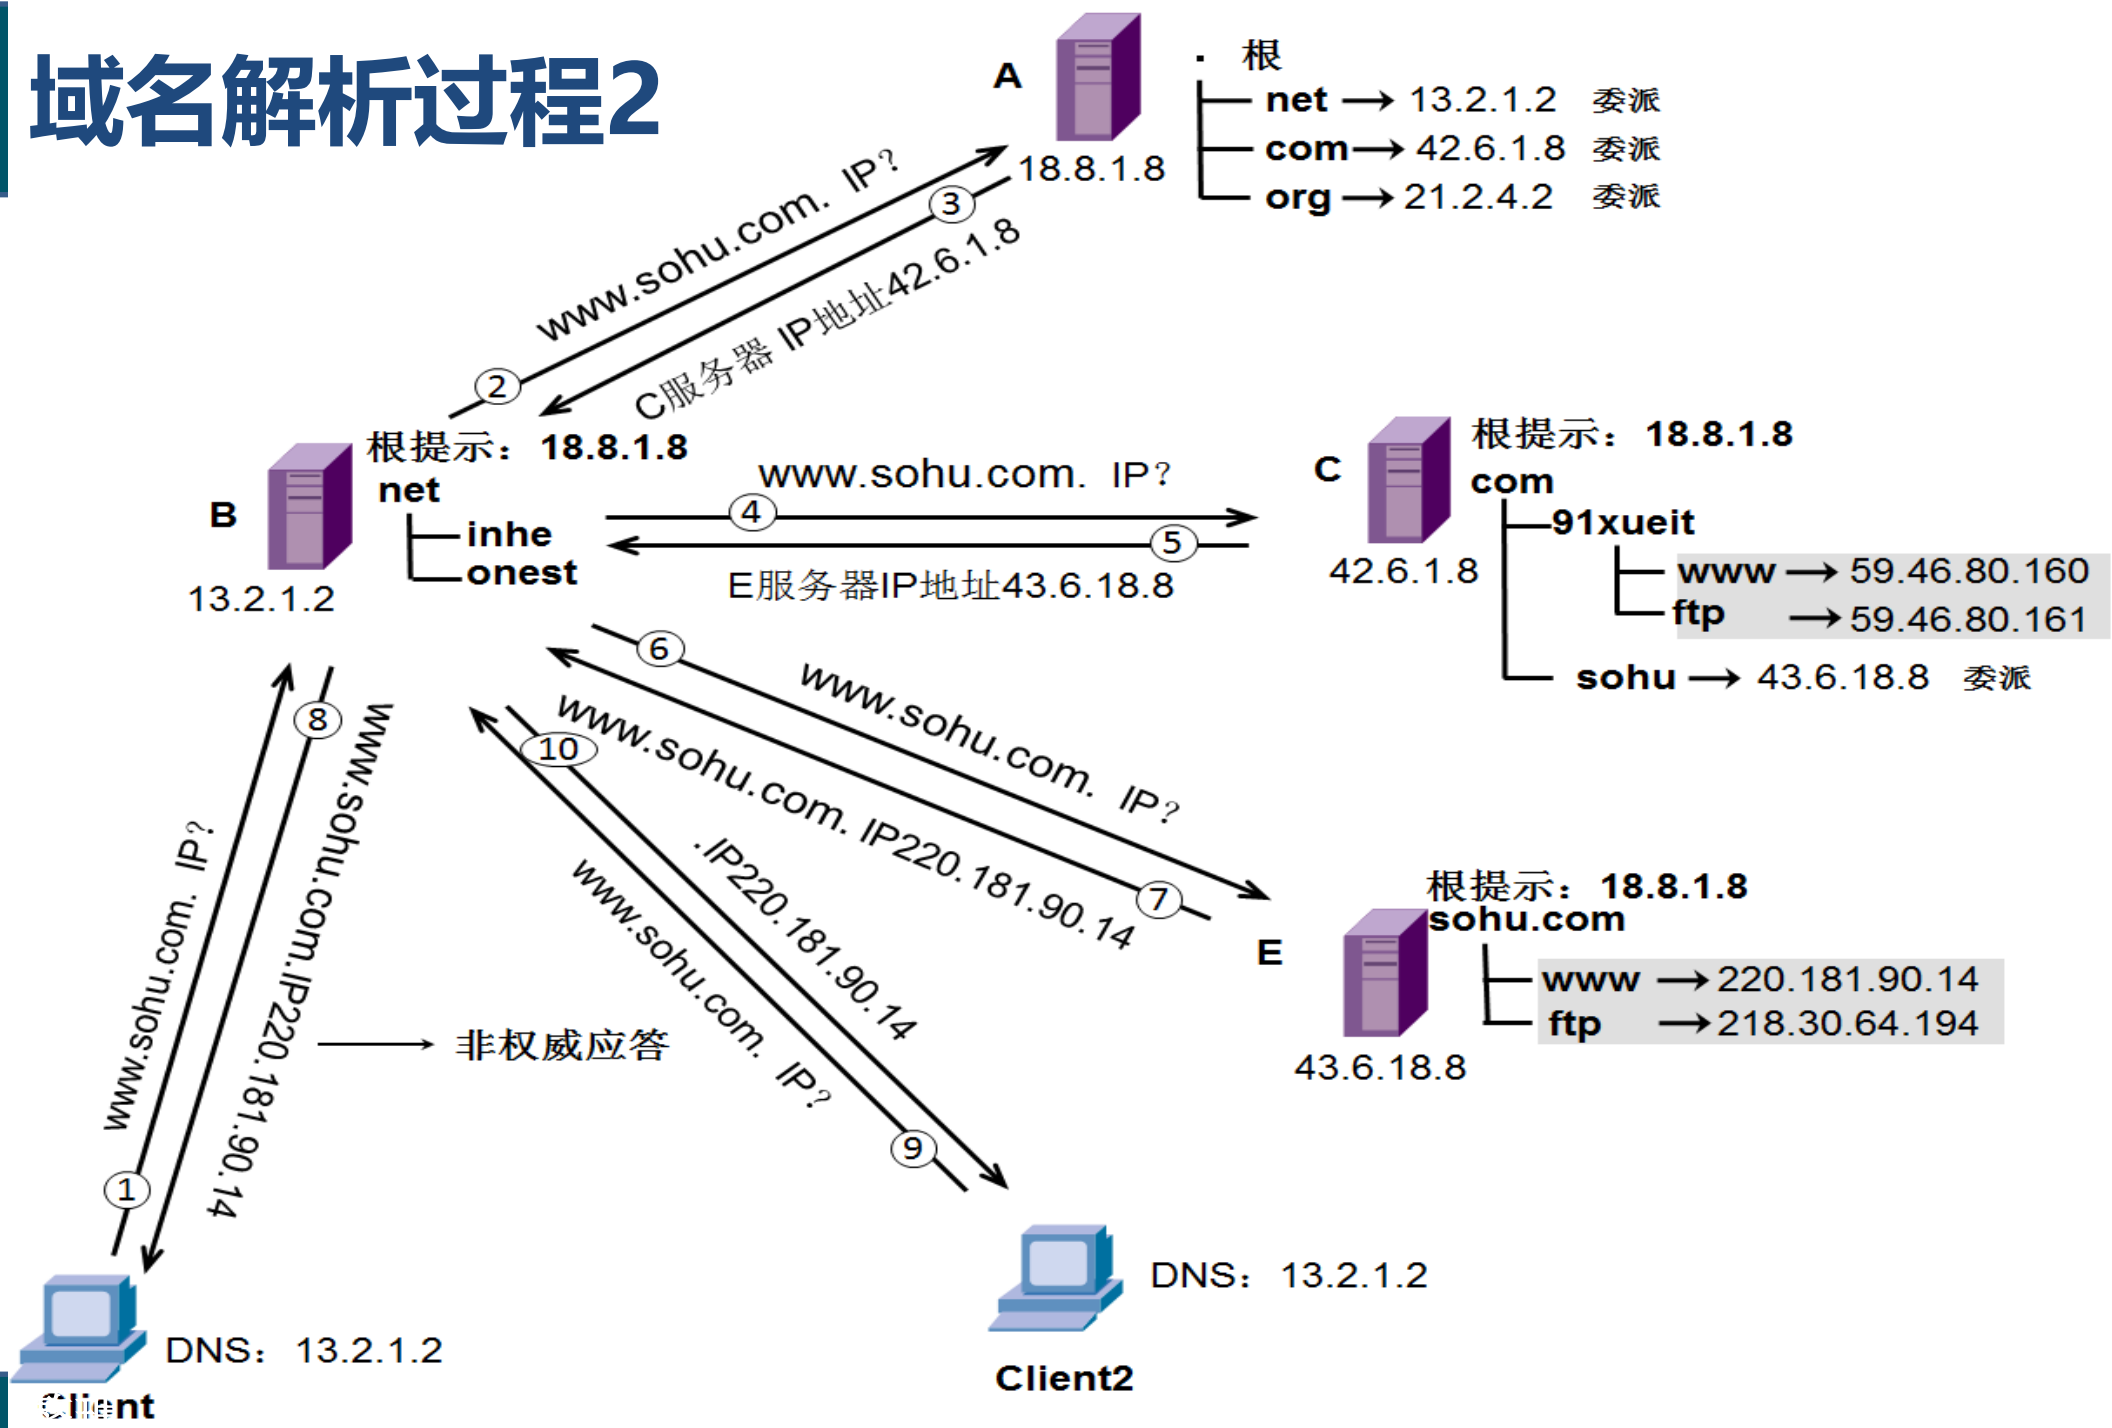 域名解析过程2
A
18.8.1.8
· 根
net → 13.2.1.2 委派
com → 42.6.1.8 委派
org → 21.2.4.2 委派
www.sohu.com. IP?
②
③
C服务器 IP地址42.6.1.8
B
13.2.1.2
根提示：18.8.1.8
net
inhe
onest
www.sohu.com. IP?
④
⑤
E服务器IP地址43.6.18.8
C
42.6.1.8
根提示：18.8.1.8
com
91xueit
www → 59.46.80.160
ftp → 59.46.80.161
sohu → 43.6.18.8 委派
⑥
www.sohu.com. IP?
www.sohu.com. IP220.181.90.14
⑦
E
43.6.18.8
根提示：18.8.1.8
sohu.com
www → 220.181.90.14
ftp → 218.30.64.194
⑧
www.sohu.com. IP?
①
www.sohu.com.IP220.181.90.14
非权威应答
⑩
.IP220.181.90.14
www.sohu.com. IP?
⑨
DNS：13.2.1.2
Client
DNS：13.2.1.2
Client2